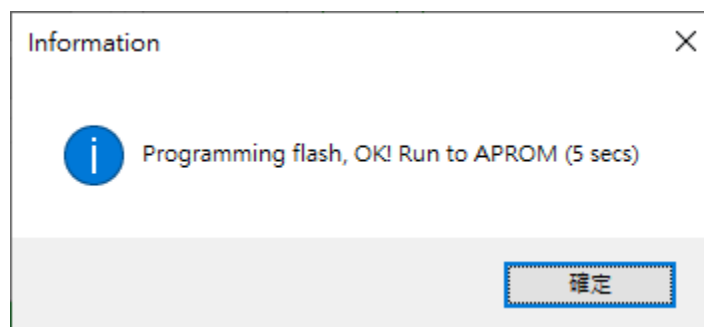 Information
Programming flash, OK! Run to APROM (5 secs)
確定